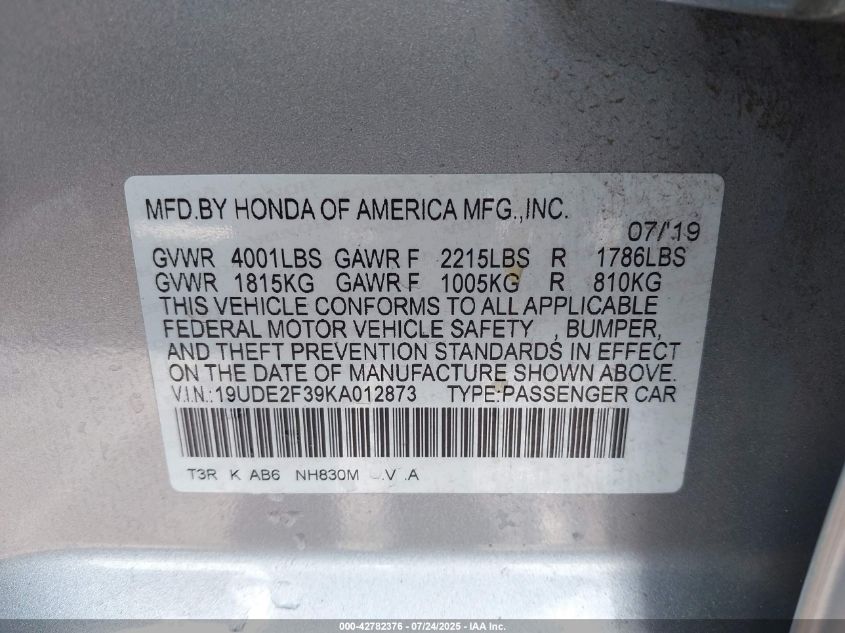 MFD.BY HONDA OF AMERICA MFG.,INC.
07/'19
GVWR 4001LBS GAWR F 2215LBS R 1786LBS
GVWR 1815KG GAWR F 1005KG R 810KG
THIS VEHICLE CONFORMS TO ALL APPLICABLE
FEDERAL MOTOR VEHICLE SAFETY , BUMPER,
AND THEFT PREVENTION STANDARDS IN EFFECT
ON THE DATE OF MANUFACTURE SHOWN ABOVE.
V.I.N.:19UDE2F39KA012873 TYPE:PASSENGER CAR
T3R K AB6 NH830M .V .A
000-42782376 - 07/24/2025 - IAA Inc.